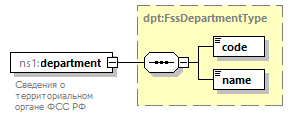 dpt:FssDepartmentType
ns1:department
code
name
Сведения о
территориальном
органе ФСС РФ